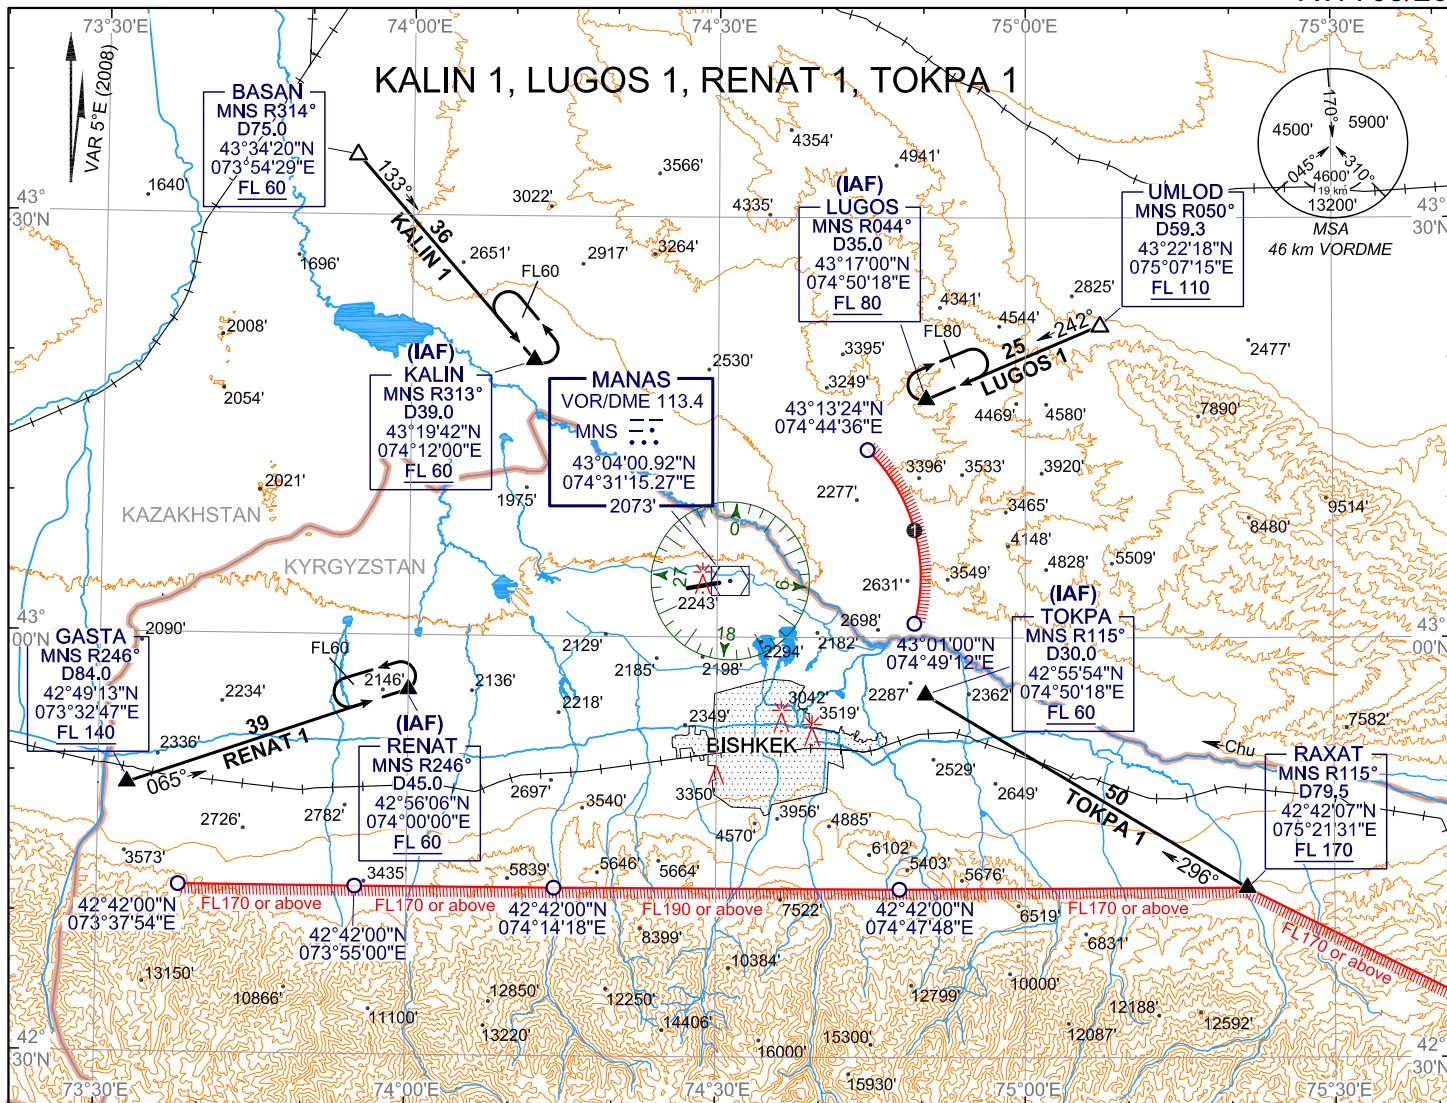 73°30'E
74°00'E
74°30'E
75°00'E
75°30'E
KALIN 1, LUGOS 1, RENAT 1, TOKPA 1
VAR 5°E (2008)
BASAN
MNS R314°
D75.0
43°34'20"N
073°54'29"E
FL 60
133°
36
KALIN 1
170°
4500'
5900'
045°
310°
4600'
19 km
13200'
MSA
46 km VORDME
43°
30'N
43°
30'N
1640'
3022'
3566'
4354'
4941'
4335'
3264'
2917'
2651'
1696'
FL60
(IAF)
LUGOS
MNS R044°
D35.0
43°17'00"N
074°50'18"E
FL 80
UMLOD
MNS R050°
D59.3
43°22'18"N
075°07'15"E
FL 110
2825'
4341'
4544'
FL80
242°
25
LUGOS 1
2477'
3395'
3249'
2530'
2008'
2054'
(IAF)
KALIN
MNS R313°
D39.0
43°19'42"N
074°12'00"E
FL 60
MANAS
VOR/DME 113.4
MNS
43°04'00.92"N
074°31'15.27"E
2073'
43°13'24"N
074°44'36"E
4469'
4580'
7890'
3396'
3533'
3920'
2277'
3465'
9514'
8480'
4148'
4828'
5509'
3549'
2631'
1
2021'
1975'
KAZAKHSTAN
KYRGYZSTAN
0
9
18
27
2243'
43°
00'N
43°
00'N
2090'
GASTA
MNS R246°
D84.0
42°49'13"N
073°32'47"E
FL 140
FL60
2146'
2234'
2336'
39
RENAT 1
065°
(IAF)
RENAT
MNS R246°
D45.0
42°56'06"N
074°00'00"E
FL 60
2136'
2129'
2185'
2198'
2218'
2294'
2182'
2698'
43°01'00"N
074°49'12"E
2287'
2362'
(IAF)
TOKPA
MNS R115°
D30.0
42°55'54"N
074°50'18"E
FL 60
7582'
Chu
RAXAT
MNS R115°
D79.5
42°42'07"N
075°21'31"E
FL 170
50
TOKPA 1
296°
3042'
3519'
2349'
BISHKEK
3350'
2529'
2649'
2697'
3540'
3956'
4570'
4885'
2726'
2782'
3573'
3435
5839'
5646'
5664'
6102'
5403'
5676'
6519'
6831'
7522'
8399'
FL170 or above
FL170 or above
FL190 or above
FL170 or above
FL170 or above
42°42'00"N
073°37'54"E
42°42'00"N
073°55'00"E
42°42'00"N
074°14'18"E
42°42'00"N
074°47'48"E
13150'
10866'
11100'
12850'
13220'
12250'
14406'
10384'
16000'
15300'
15930'
12799'
10000'
12087'
12188'
12592'
42°
30'N
42°
30'N
73°30'E
74°00'E
74°30'E
75°00'E
75°30'E